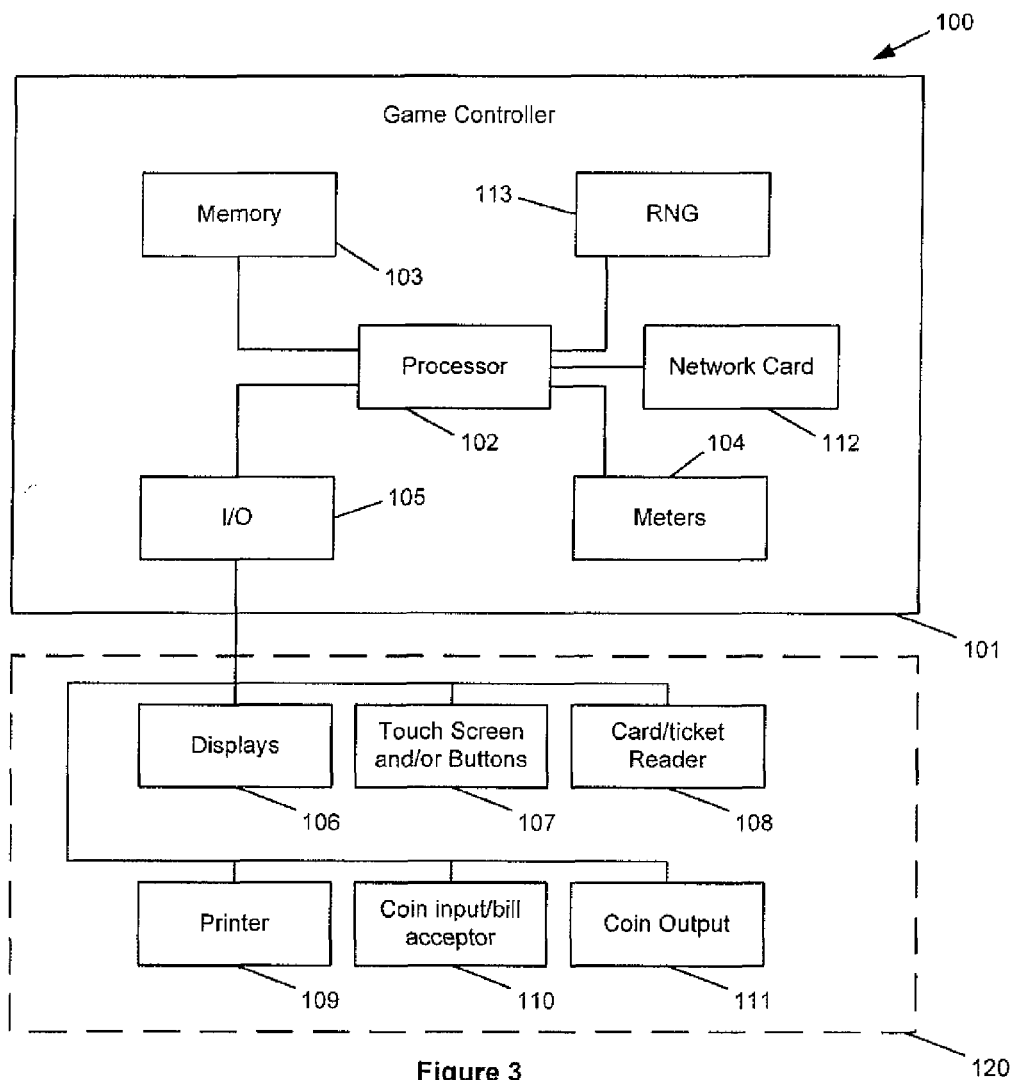 100
Game Controller
Memory
103
113
RNG
Processor
102
Network Card
112
I/O
105
104
Meters
101
Displays
106
Touch Screen
and/or Buttons
107
Card/ticket
Reader
108
Printer
109
Coin input/bill
acceptor
110
Coin Output
111
120
Figure 3